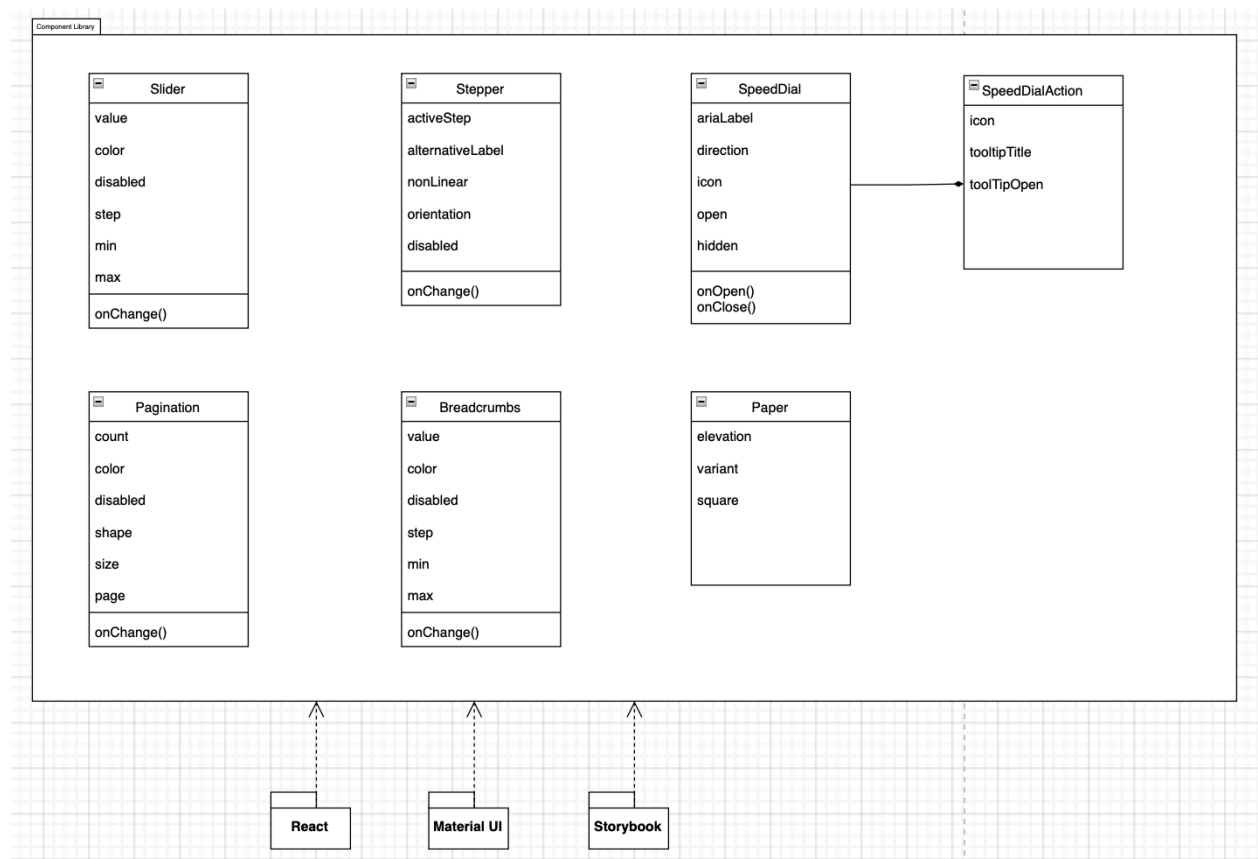 Component Library
Slider
value
color
disabled
step
min
max
onChange()
Stepper
activeStep
alternativeLabel
nonLinear
orientation
disabled
onChange()
SpeedDial
ariaLabel
direction
icon
open
hidden
onOpen()
onClose()
SpeedDialAction
icon
tooltipTitle
toolTipOpen
Pagination
count
color
disabled
shape
size
page
onChange()
Breadcrumbs
value
color
disabled
step
min
max
onChange()
Paper
elevation
variant
square
React
Material UI
Storybook